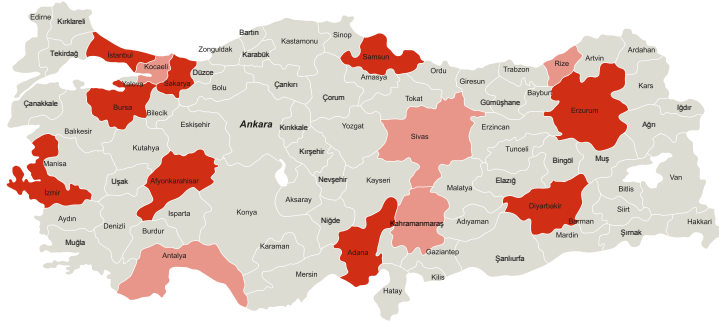 Edirne
Kırklareli
Tekirdağ
İstanbul
Kocaeli
Yalova
Sakarya
Düzce
Zonguldak
Bartın
Karabük
Kastamonu
Sinop
Samsun
Amasya
Ordu
Giresun
Trabzon
Rize
Artvin
Ardahan
Kars
Iğdır
Ağrı
Erzurum
Bayburt
Gümüşhane
Tokat
Çorum
Çankırı
Bolu
Bilecik
Bursa
Çanakkale
Balıkesir
Kütahya
Eskişehir
Ankara
Kırıkkale
Yozgat
Sivas
Erzincan
Tunceli
Bingöl
Muş
Van
Bitlis
Siirt
Hakkari
Şırnak
Batman
Mardin
Diyarbakır
Elazığ
Malatya
Adıyaman
Şanlıurfa
Gaziantep
Kilis
Hatay
Kahramanmaraş
Kayseri
Kırşehir
Nevşehir
Aksaray
Niğde
Adana
Mersin
Karaman
Konya
Afyonkarahisar
Uşak
Manisa
İzmir
Aydın
Denizli
Isparta
Burdur
Muğla
Antalya